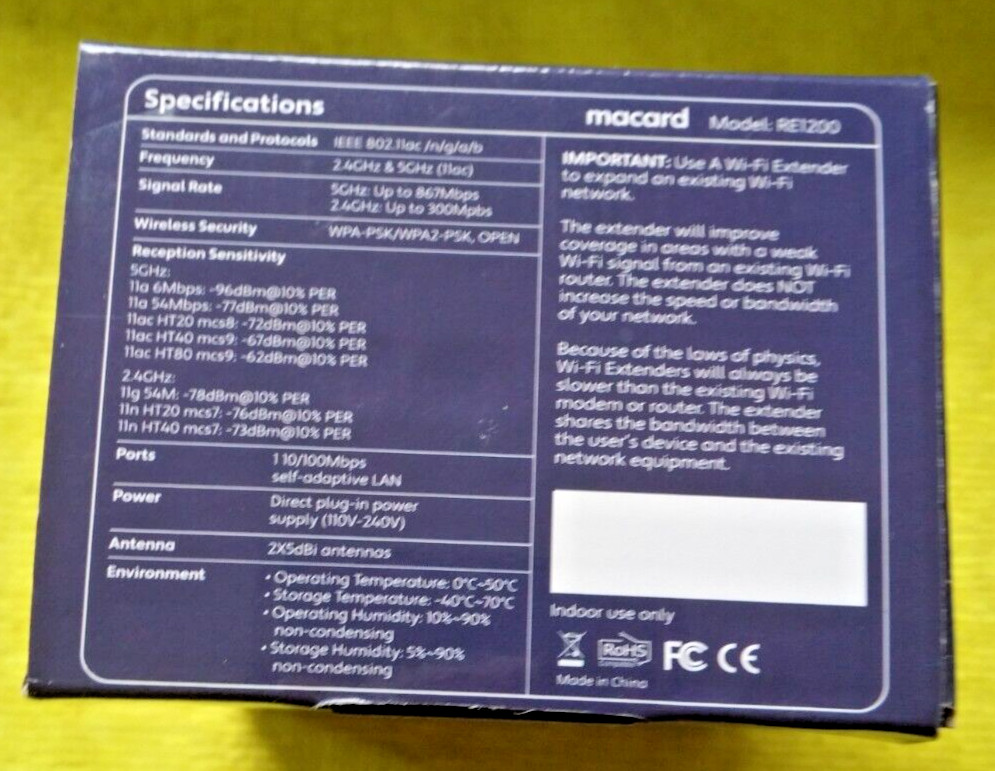 Specifications
Standards and Protocols IEEE 802.11ac /n/g/a/b
Frequency 2.4GHz & 5GHz (11ac)
Signal Rate 5GHz: Up to 867Mbps
2.4GHz: Up to 300Mpbs
Wireless Security WPA-PSK/WPA2-PSK, OPEN
Reception Sensitivity
5GHz:
11a 6Mbps: -96dBm@10% PER
11a 54Mbps: -77dBm@10% PER
11ac HT20 mcs8: -72dBm@10% PER
11ac HT40 mcs9: -67dBm@10% PER
11ac HT80 mcs9: -62dBm@10% PER
2.4GHz:
11g 54M: -78dBm@10% PER
11n HT20 mcs7: -76dBm@10% PER
11n HT40 mcs7: -73dBm@10% PER
Ports 1 10/100Mbps
self-adaptive LAN
Power Direct plug-in power
supply (110V-240V)
Antenna 2X5dBi antennas
Environment • Operating Temperature: 0°C~50°C
• Storage Temperature: -40°C~70°C
• Operating Humidity: 10%~90%
non-condensing
• Storage Humidity: 5%~90%
non-condensing
macard Model: RE1200
IMPORTANT: Use A Wi-Fi Extender
to expand an existing Wi-Fi
network.
The extender will improve
coverage in areas with a weak
Wi-Fi signal from an existing Wi-Fi
router. The extender does NOT
increase the speed or bandwidth
of your network.
Because of the laws of physics,
Wi-Fi Extenders will always be
slower than the existing Wi-Fi
modem or router. The extender
shares the bandwidth between
the user's device and the existing
network equipment.
Indoor use only
RoHS FC CE
Made in China